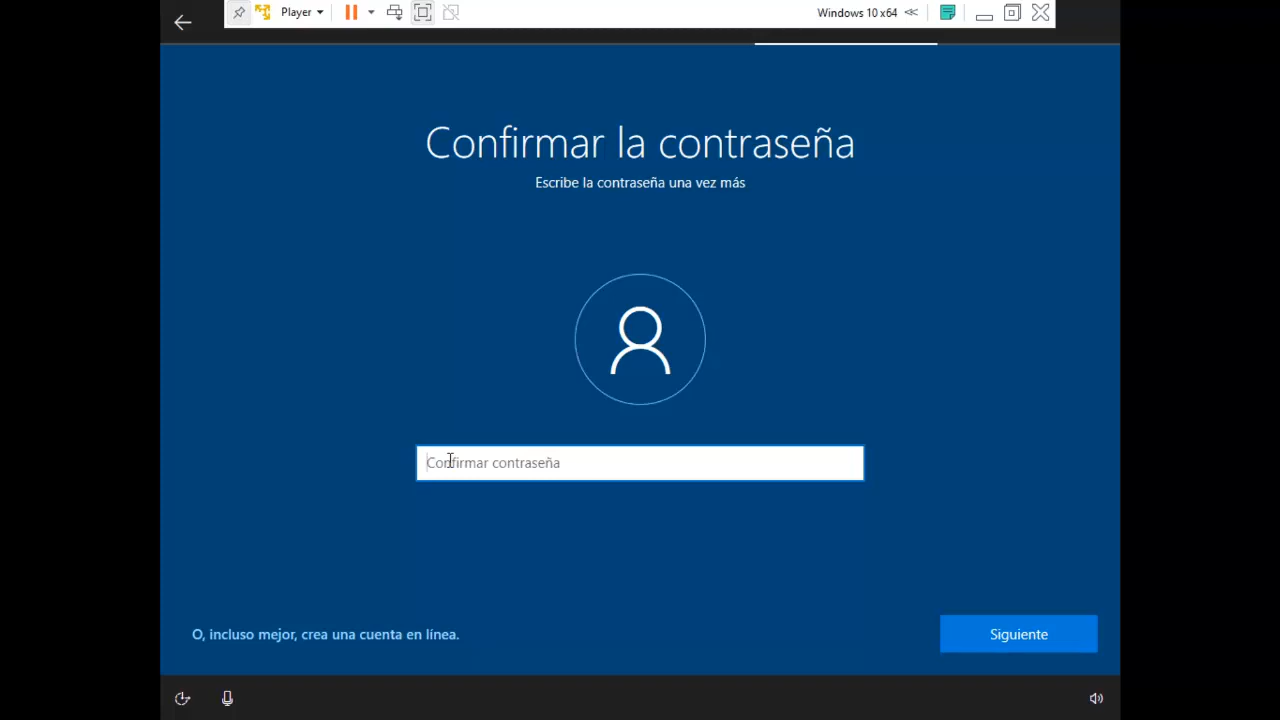 Player
Windows 10 x64
Confirmar la contraseña
Escribe la contraseña una vez más
Confirmar contraseña
O, incluso mejor, crea una cuenta en línea.
Siguiente